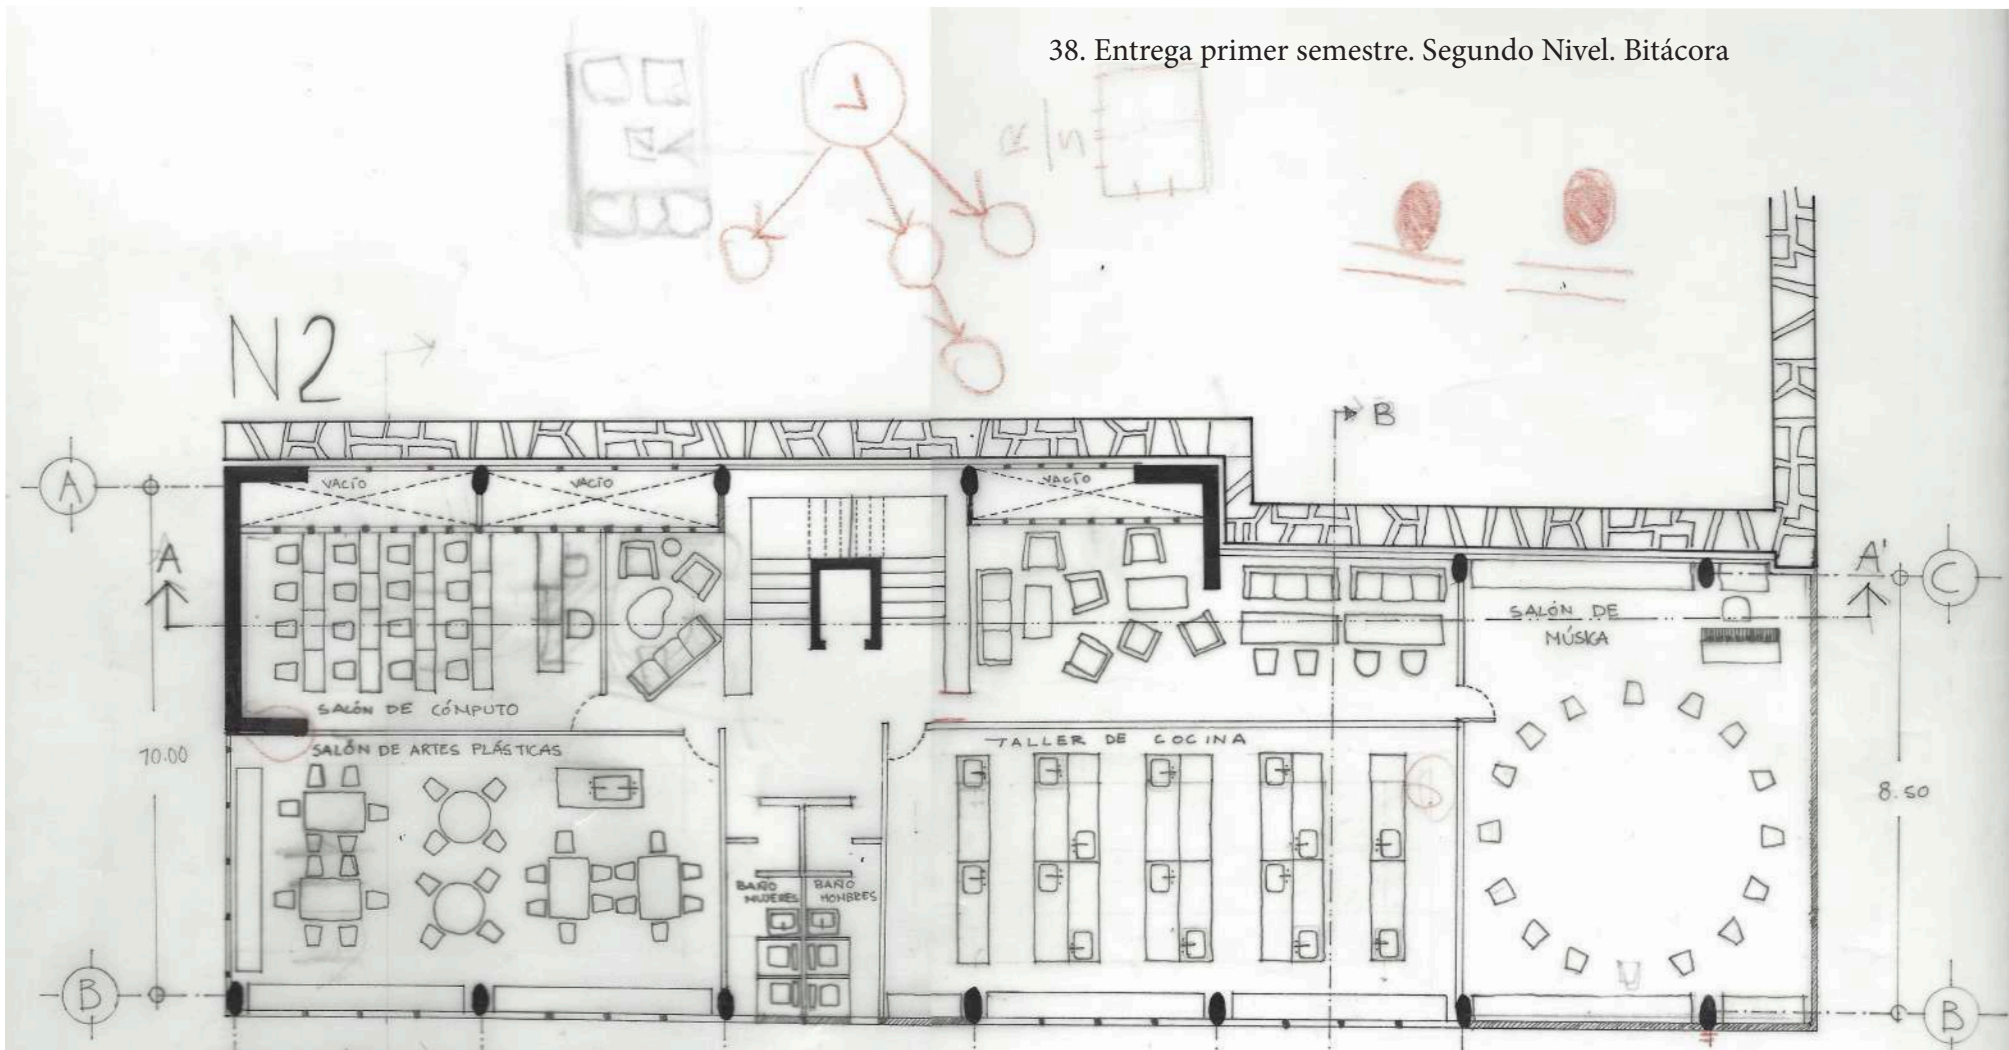 38. Entrega primer semestre. Segundo Nivel. Bitácora
R/S
N2
B
A
VACÍO
VACÍO
VACÍO
A
A'
C
SALÓN DE
MÚSICA
SALÓN DE CÓMPUTO
SALÓN DE ARTES PLÁSTICAS
TALLER DE COCINA
10.00
8.50
BAÑO
MUJERES
BAÑO
HOMBRES
B
B